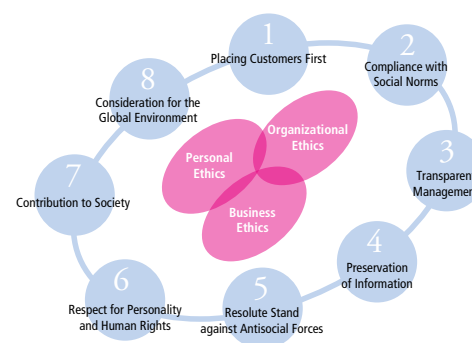 1
Placing Customers First
2
Compliance with
Social Norms
3
Transparen
Managemen
4
Preservation
of Information
5
Resolute Stand
against Antisocial Forces
6
Respect for Personality
and Human Rights
7
Contribution to Society
8
Consideration for the
Global Environment
Organizational
Ethics
Personal
Ethics
Business
Ethics